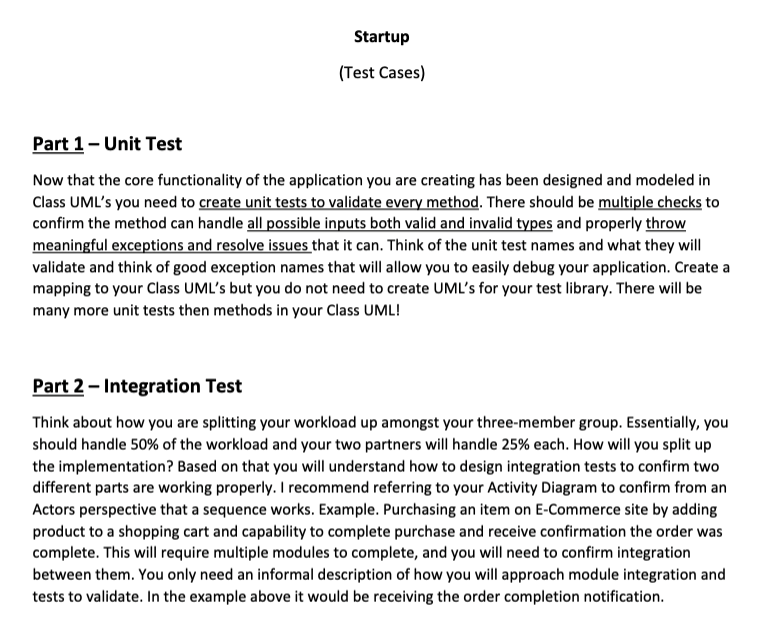 Startup
(Test Cases)
Part 1 – Unit Test
Now that the core functionality of the application you are creating has been designed and modeled in
Class UML’s you need to create unit tests to validate every method. There should be multiple checks to
confirm the method can handle all possible inputs both valid and invalid types and properly throw
meaningful exceptions and resolve issues that it can. Think of the unit test names and what they will
validate and think of good exception names that will allow you to easily debug your application. Create a
mapping to your Class UML’s but you do not need to create UML’s for your test library. There will be
many more unit tests then methods in your Class UML!
Part 2 – Integration Test
Think about how you are splitting your workload up amongst your three-member group. Essentially, you
should handle 50% of the workload and your two partners will handle 25% each. How will you split up
the implementation? Based on that you will understand how to design integration tests to confirm two
different parts are working properly. I recommend referring to your Activity Diagram to confirm from an
Actors perspective that a sequence works. Example. Purchasing an item on E-Commerce site by adding
product to a shopping cart and capability to complete purchase and receive confirmation the order was
complete. This will require multiple modules to complete, and you will need to confirm integration
between them. You only need an informal description of how you will approach module integration and
tests to validate. In the example above it would be receiving the order completion notification.